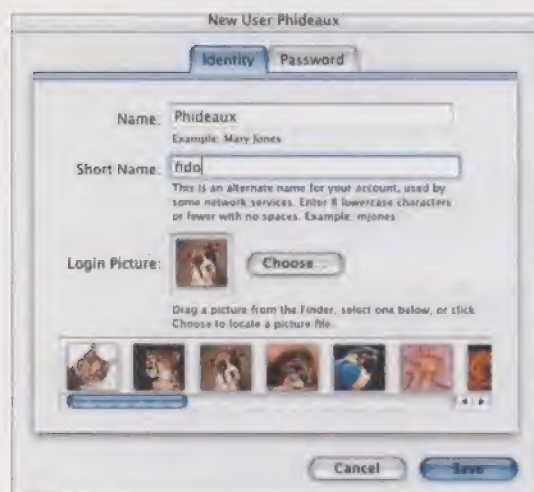 New User Phideaux
Identity Password
Name: Phideaux
Example: Mary Jones
Short Name: fido
This is an alternate name for your account, used by
some network services. Enter 8 lowercase characters
or fewer with no spaces. Example: mjones
Login Picture: Choose...
Drag a picture from the Finder, select one below, or click
Choose to locate a picture file.
Cancel Save